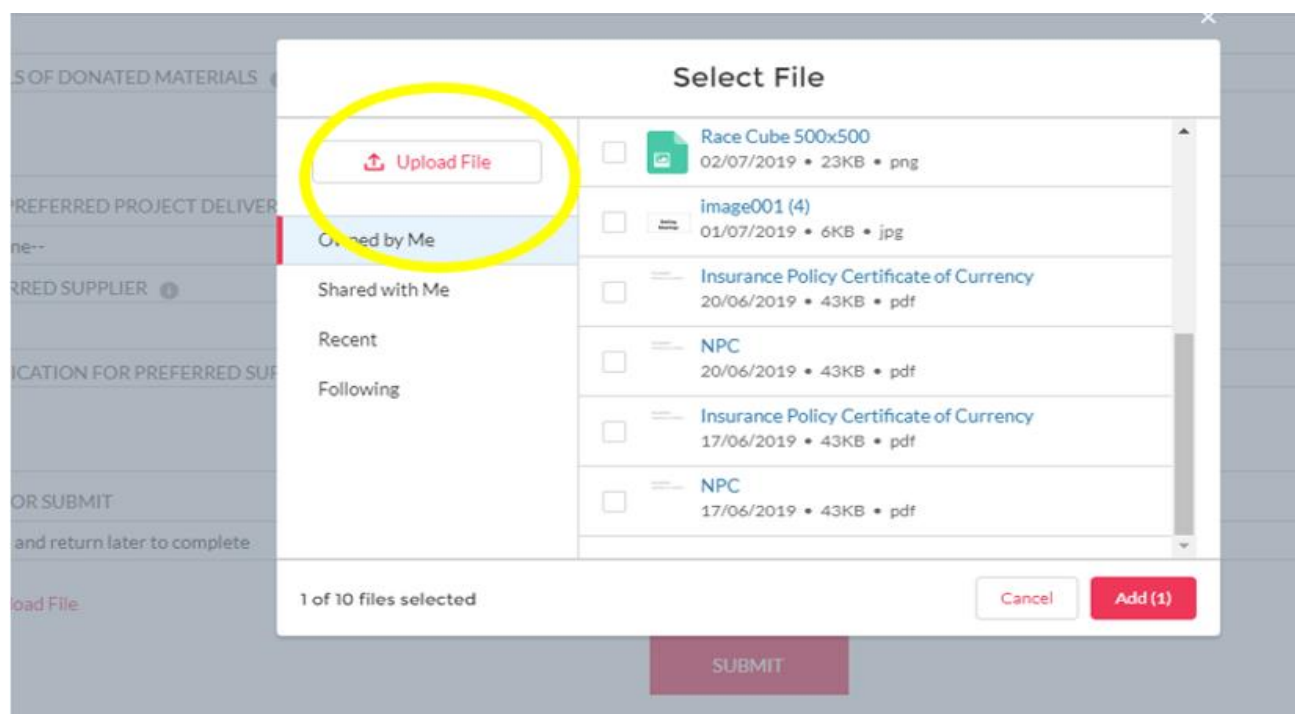 Select File
S OF DONATED MATERIALS
Upload File
Race Cube 500x500
02/07/2019 • 23KB • png
PREFERRED PROJECT DELIVER
image001 (4)
01/07/2019 • 6KB • jpg
ne--
Owned by Me
RRED SUPPLIER
Shared with Me
Insurance Policy Certificate of Currency
20/06/2019 • 43KB • pdf
Recent
NPC
20/06/2019 • 43KB • pdf
ICATION FOR PREFERRED SUP
Following
Insurance Policy Certificate of Currency
17/06/2019 • 43KB • pdf
OR SUBMIT
NPC
17/06/2019 • 43KB • pdf
and return later to complete
oad File
1 of 10 files selected
Cancel
Add (1)
SUBMIT